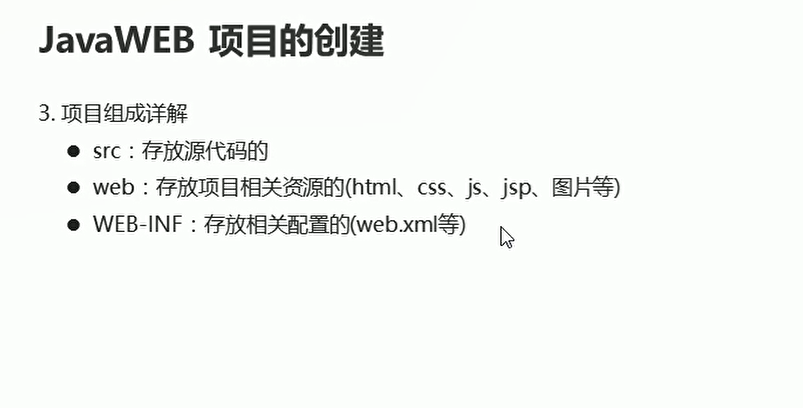 JavaWEB 项目的创建
3. 项目组成详解
● src：存放源代码的
● web：存放项目相关资源的(html、css、js、jsp、图片等)
● WEB-INF：存放相关配置的(web.xml等)